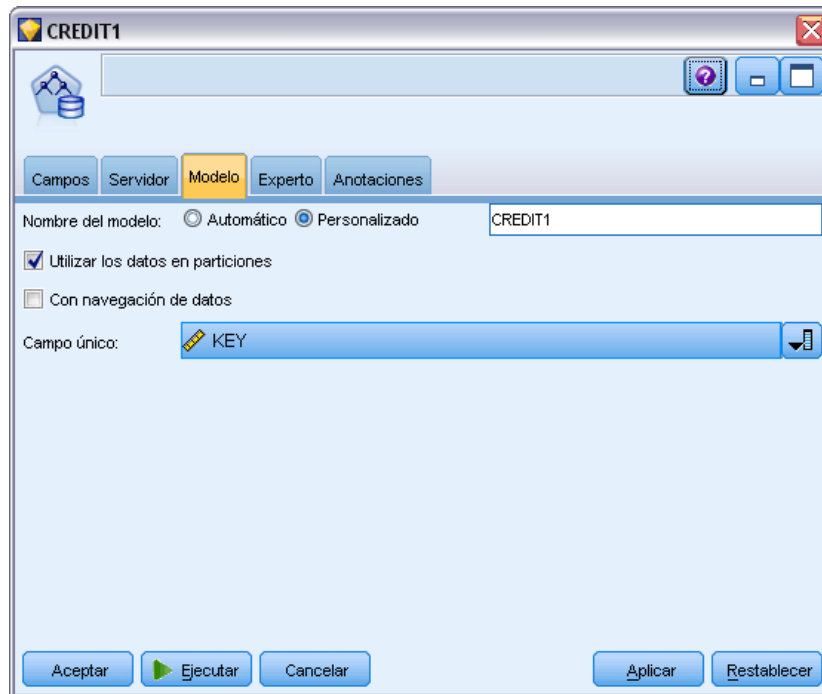 CREDIT1
?
Campos Servidor Modelo Experto Anotaciones
Nombre del modelo: Automático Personalizado CREDIT1
Utilizar los datos en particiones
Con navegación de datos
Campo único: KEY
Aceptar Ejecutar Cancelar Aplicar Restablecer